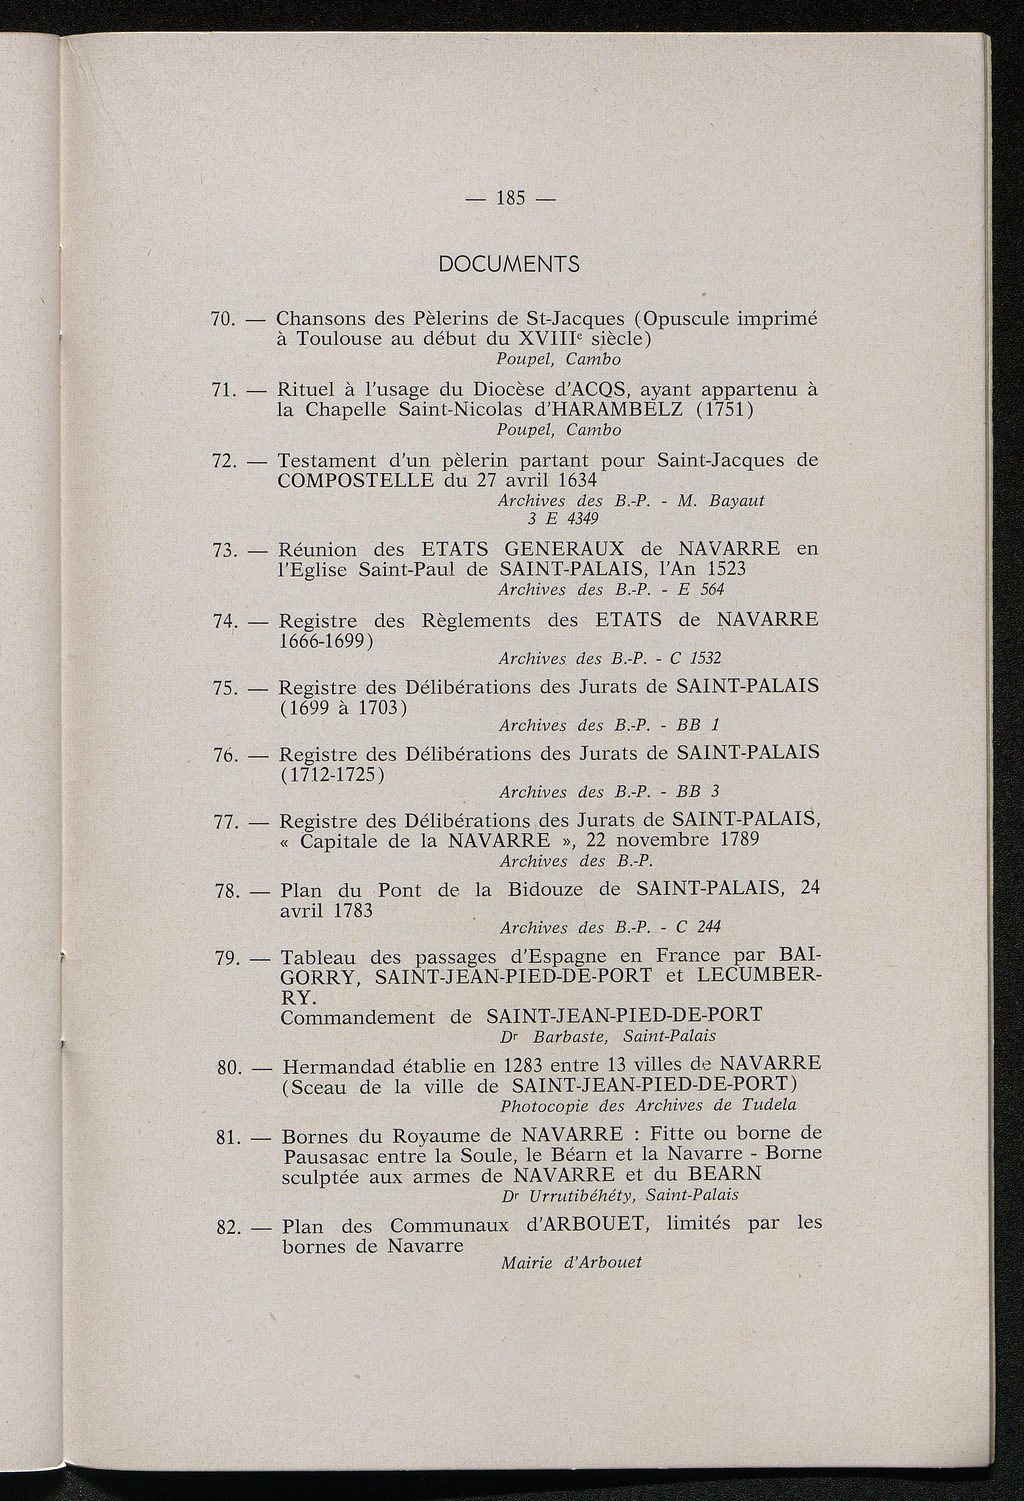 — 185 —
DOCUMENTS
70. — Chansons des Pèlerins de St-Jacques (Opuscule imprimé
à Toulouse au début du XVIIIe siècle)
Poupel, Cambo
71. — Rituel à l'usage du Diocèse d'ACQS, ayant appartenu à
la Chapelle Saint-Nicolas d'HARAMBELZ (1751)
Poupel, Cambo
72. — Testament d'un pèlerin partant pour Saint-Jacques de
COMPOSTELLE du 27 avril 1634
Archives des B.-P. - M. Bayaut
3 E 4349
73. — Réunion des ETATS GENERAUX de NAVARRE en
l'Eglise Saint-Paul de SAINT-PALAIS, l'An 1523
Archives des B.-P. - E 564
74. — Registre des Règlements des ETATS de NAVARRE
1666-1699)
Archives des B.-P. - C 1532
75. — Registre des Délibérations des Jurats de SAINT-PALAIS
(1699 à 1703)
Archives des B.-P. - BB 1
76. — Registre des Délibérations des Jurats de SAINT-PALAIS
(1712-1725)
Archives des B.-P. - BB 3
77. — Registre des Délibérations des Jurats de SAINT-PALAIS,
« Capitale de la NAVARRE », 22 novembre 1789
Archives des B.-P.
78. — Plan du Pont de la Bidouze de SAINT-PALAIS, 24
avril 1783
Archives des B.-P. - C 244
79. — Tableau des passages d'Espagne en France par BAI-
GORRY, SAINT-JEAN-PIED-DE-PORT et LECUMBER-
RY.
Commandement de SAINT-JEAN-PIED-DE-PORT
Dr Barbaste, Saint-Palais
80. — Hermandad établie en 1283 entre 13 villes de NAVARRE
(Sceau de la ville de SAINT-JEAN-PIED-DE-PORT)
Photocopie des Archives de Tudela
81. — Bornes du Royaume de NAVARRE : Fitte ou borne de
Pausasac entre la Soule, le Béarn et la Navarre - Borne
sculptée aux armes de NAVARRE et du BEARN
Dr Urrutibéhéty, Saint-Palais
82. — Plan des Communaux d'ARBOUET, limités par les
bornes de Navarre
Mairie d'Arbouet